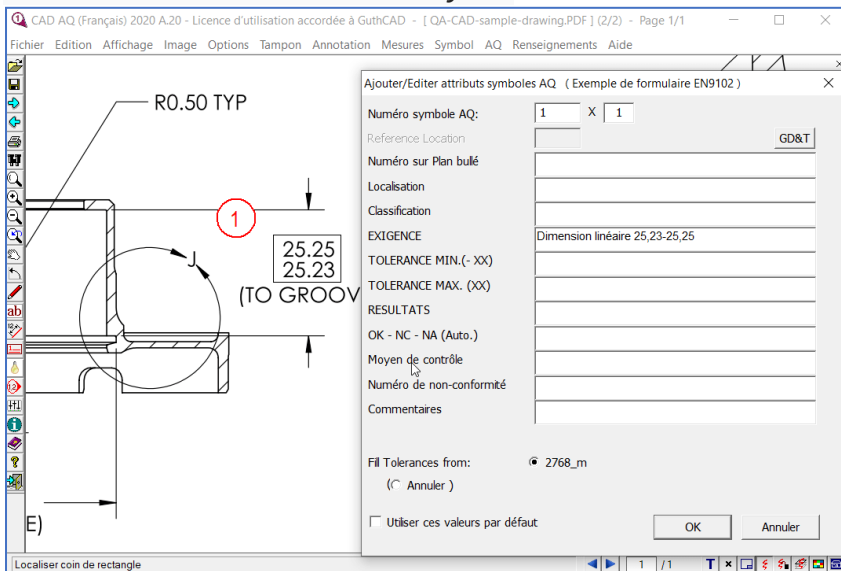 CAD AQ (Français) 2020 A.20 - Licence d'utilisation accordée à GuthCAD - [ QA-CAD-sample-drawing.PDF ] (2/2) - Page 1/1
Fichier Edition Affichage Image Options Tampon Annotation Mesures Symbol AQ Renseignements Aide
R0.50 TYP
1
J
25.25
25.23
(TO GROOV
E)
Ajouter/Editer attributs symboles AQ ( Exemple de formulaire EN9102 )
Numéro symbole AQ: 1 X 1
Reference Location GD&T
Numéro sur Plan bullé
Localisation
Classification
EXIGENCE Dimension linéaire 25,23-25,25
TOLERANCE MIN.(- XX)
TOLERANCE MAX. (XX)
RESULTATS
OK - NC - NA (Auto.)
Moyen de contrôle
Numéro de non-conformité
Commentaires
Fill Tolerances from: 2768_m
( Annuler )
Utiliser ces valeurs par défaut OK Annuler
Localiser coin de rectangle 1 /1